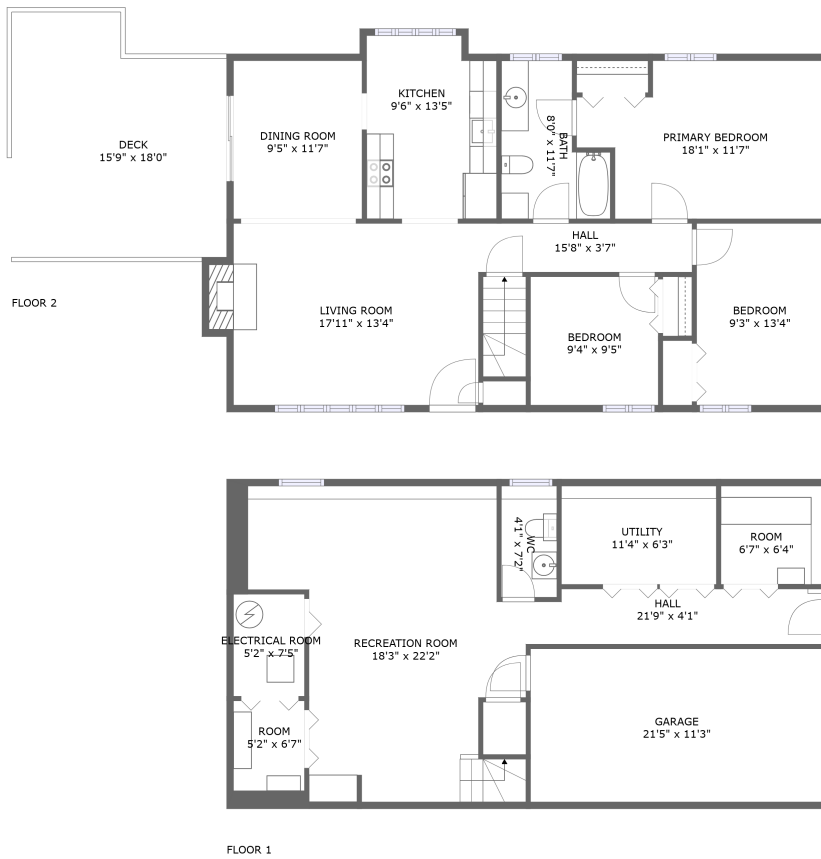 KITCHEN
9'6" x 13'5"
DINING ROOM
9'5" x 11'7"
DECK
15'9" x 18'0"
BATH
8'0" x 11'7"
PRIMARY BEDROOM
18'1" x 11'7"
HALL
15'8" x 3'7"
FLOOR 2
LIVING ROOM
17'11" x 13'4"
BEDROOM
9'4" x 9'5"
BEDROOM
9'3" x 13'4"
WC
4'1" x 7'2"
UTILITY
11'4" x 6'3"
ROOM
6'7" x 6'4"
HALL
21'9" x 4'1"
ELECTRICAL ROOM
5'2" x 7'5"
RECREATION ROOM
18'3" x 22'2"
ROOM
5'2" x 6'7"
GARAGE
21'5" x 11'3"
FLOOR 1